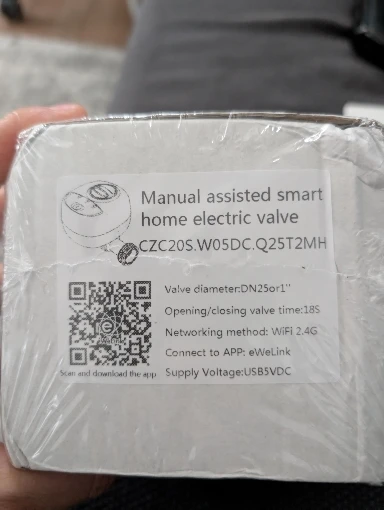 Manual assisted smart
home electric valve
CZC20S.W05DC.Q25T2MH
Valve diameter:DN25or1"
Opening/closing valve time:18S
Networking method: WiFi 2.4G
Connect to APP: eWeLink
Supply Voltage:USB5VDC
eWeLink
Scan and download the app